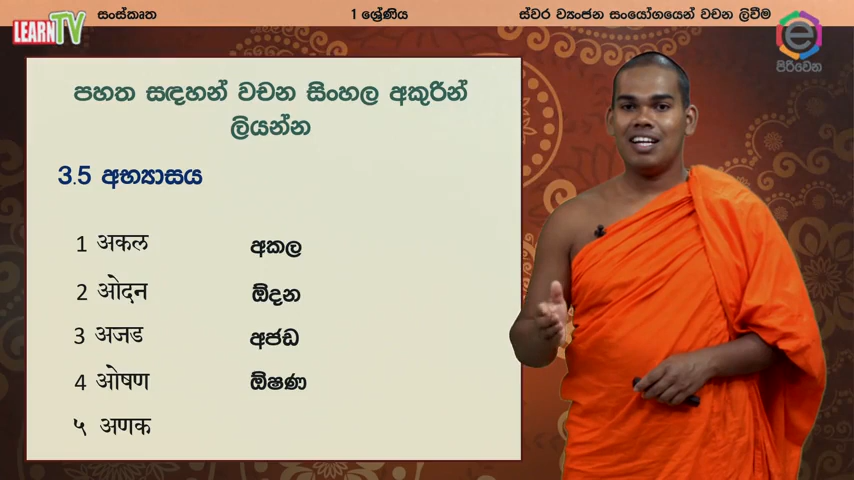 LEARN TV
සංස්කෘත
1 ශ්‍රේණිය
ස්වර ව්‍යංජන සංයෝගයෙන් වචන ලිවීම
e
පිරිවෙන
පහත සඳහන් වචන සිංහල අකුරින්
ලියන්න
3.5 අභ්‍යාසය
1 अकल අකල
2 ओदन ඕදන
3 अजड අජඩ
4 ओषण ඕෂණ
५ अणक